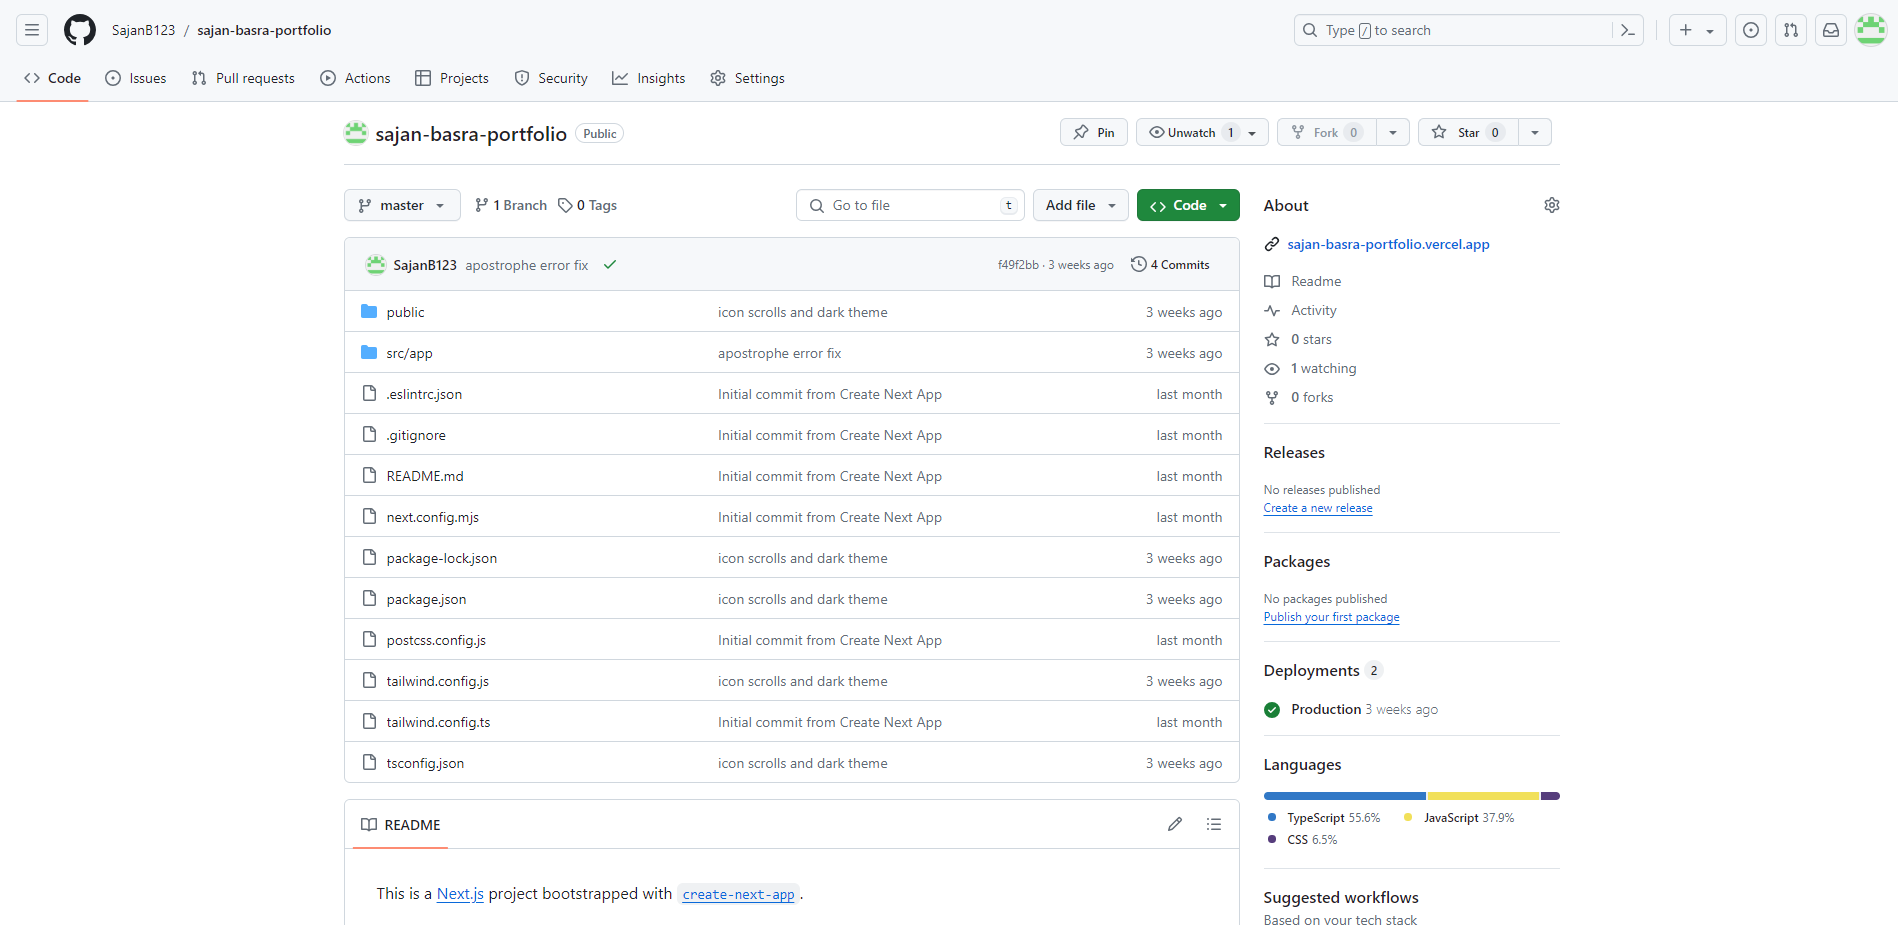 SajanB123 / sajan-basra-portfolio
Type / to search
Code
Issues
Pull requests
Actions
Projects
Security
Insights
Settings
sajan-basra-portfolio Public
Pin
Unwatch 1
Fork 0
Star 0
master
1 Branch
0 Tags
Go to file t
Add file
Code
SajanB123 apostrophe error fix
f49f2bb · 3 weeks ago
4 Commits
public icon scrolls and dark theme 3 weeks ago
src/app apostrophe error fix 3 weeks ago
.eslintrc.json Initial commit from Create Next App last month
.gitignore Initial commit from Create Next App last month
README.md Initial commit from Create Next App last month
next.config.mjs Initial commit from Create Next App last month
package-lock.json icon scrolls and dark theme 3 weeks ago
package.json icon scrolls and dark theme 3 weeks ago
postcss.config.js Initial commit from Create Next App last month
tailwind.config.js icon scrolls and dark theme 3 weeks ago
tailwind.config.ts Initial commit from Create Next App last month
tsconfig.json icon scrolls and dark theme 3 weeks ago
README
This is a Next.js project bootstrapped with create-next-app.
About
sajan-basra-portfolio.vercel.app
Readme
Activity
0 stars
1 watching
0 forks
Releases
No releases published
Create a new release
Packages
No packages published
Publish your first package
Deployments 2
Production 3 weeks ago
Languages
TypeScript 55.6% JavaScript 37.9%
CSS 6.5%
Suggested workflows
Based on your tech stack